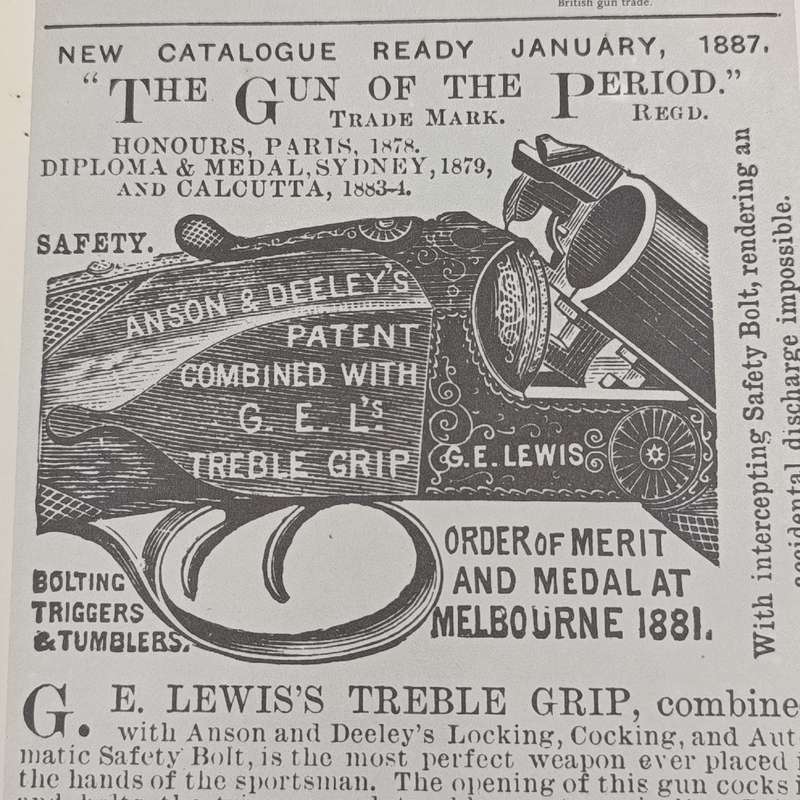 British gun trade.
NEW CATALOGUE READY JANUARY, 1887.
"THE GUN OF THE PERIOD."
TRADE MARK. REGD.
HONOURS, PARIS, 1878.
DIPLOMA & MEDAL, SYDNEY, 1879,
AND CALCUTTA, 1883-4.
SAFETY.
ANSON & DEELEY'S
PATENT
COMBINED WITH
G. E. L'S.
TREBLE GRIP
G.E. LEWIS
BOLTING
TRIGGERS
& TUMBLERS.
ORDER OF MERIT
AND MEDAL AT
MELBOURNE 1881.
With intercepting Safety Bolt, rendering an
accidental discharge impossible.
G. E. LEWIS'S TREBLE GRIP, combine
with Anson and Deeley's Locking, Cocking, and Aut
matic Safety Bolt, is the most perfect weapon ever placed i
the hands of the sportsman. The opening of this gun cocks i